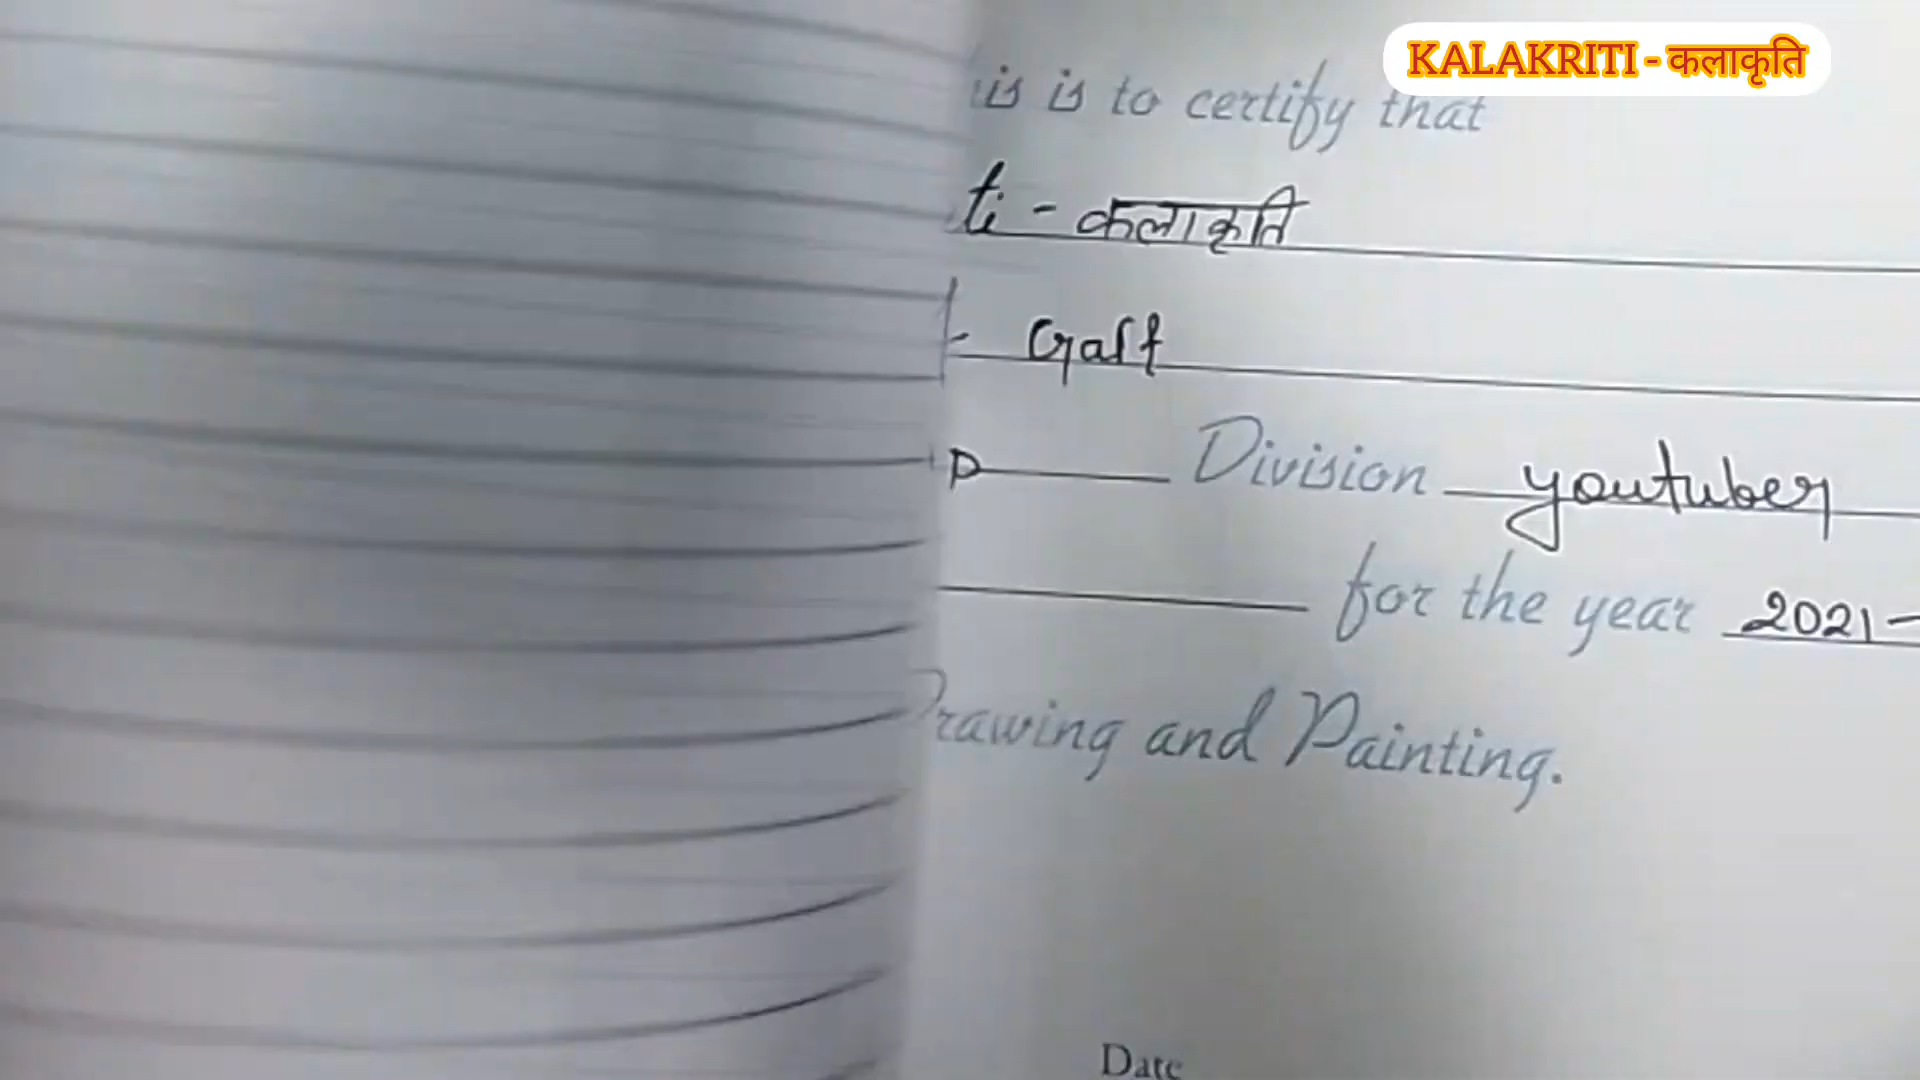 KALAKRITI - कलाकृति
is is to certify that
ti - कलाकृति
Craft
D Division youtuber
for the year 2021-
Drawing and Painting.
Date